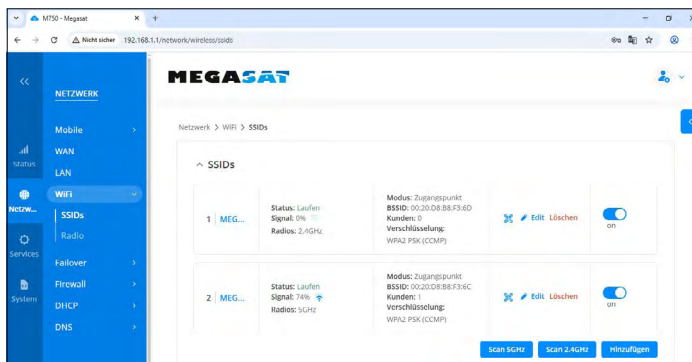 M750 - Megasat
Nicht sicher 192.168.1.1/network/wireless/ssids
MEGASAT
NETZWERK
Mobile
WAN
LAN
WiFi
SSIDs
Radio
Failover
Firewall
DHCP
DNS
Status
Netzw...
Services
System
Netzwerk > WiFi > SSIDs
SSIDs
1 MEG...
Status: Laufen
Signal: 0%
Radios: 2,4GHz
Modus: Zugangspunkt
BSSID: 00:20:D8:B8:F3:6D
Kunden: 0
Verschlüsselung:
WPA2 PSK (CCMP)
Edit Löschen
on
2 MEG...
Status: Laufen
Signal: 74%
Radios: 5GHz
Modus: Zugangspunkt
BSSID: 00:20:D8:B8:F3:6C
Kunden: 1
Verschlüsselung:
WPA2 PSK (CCMP)
Edit Löschen
on
Scan 5GHz Scan 2.4GHz Hinzufügen